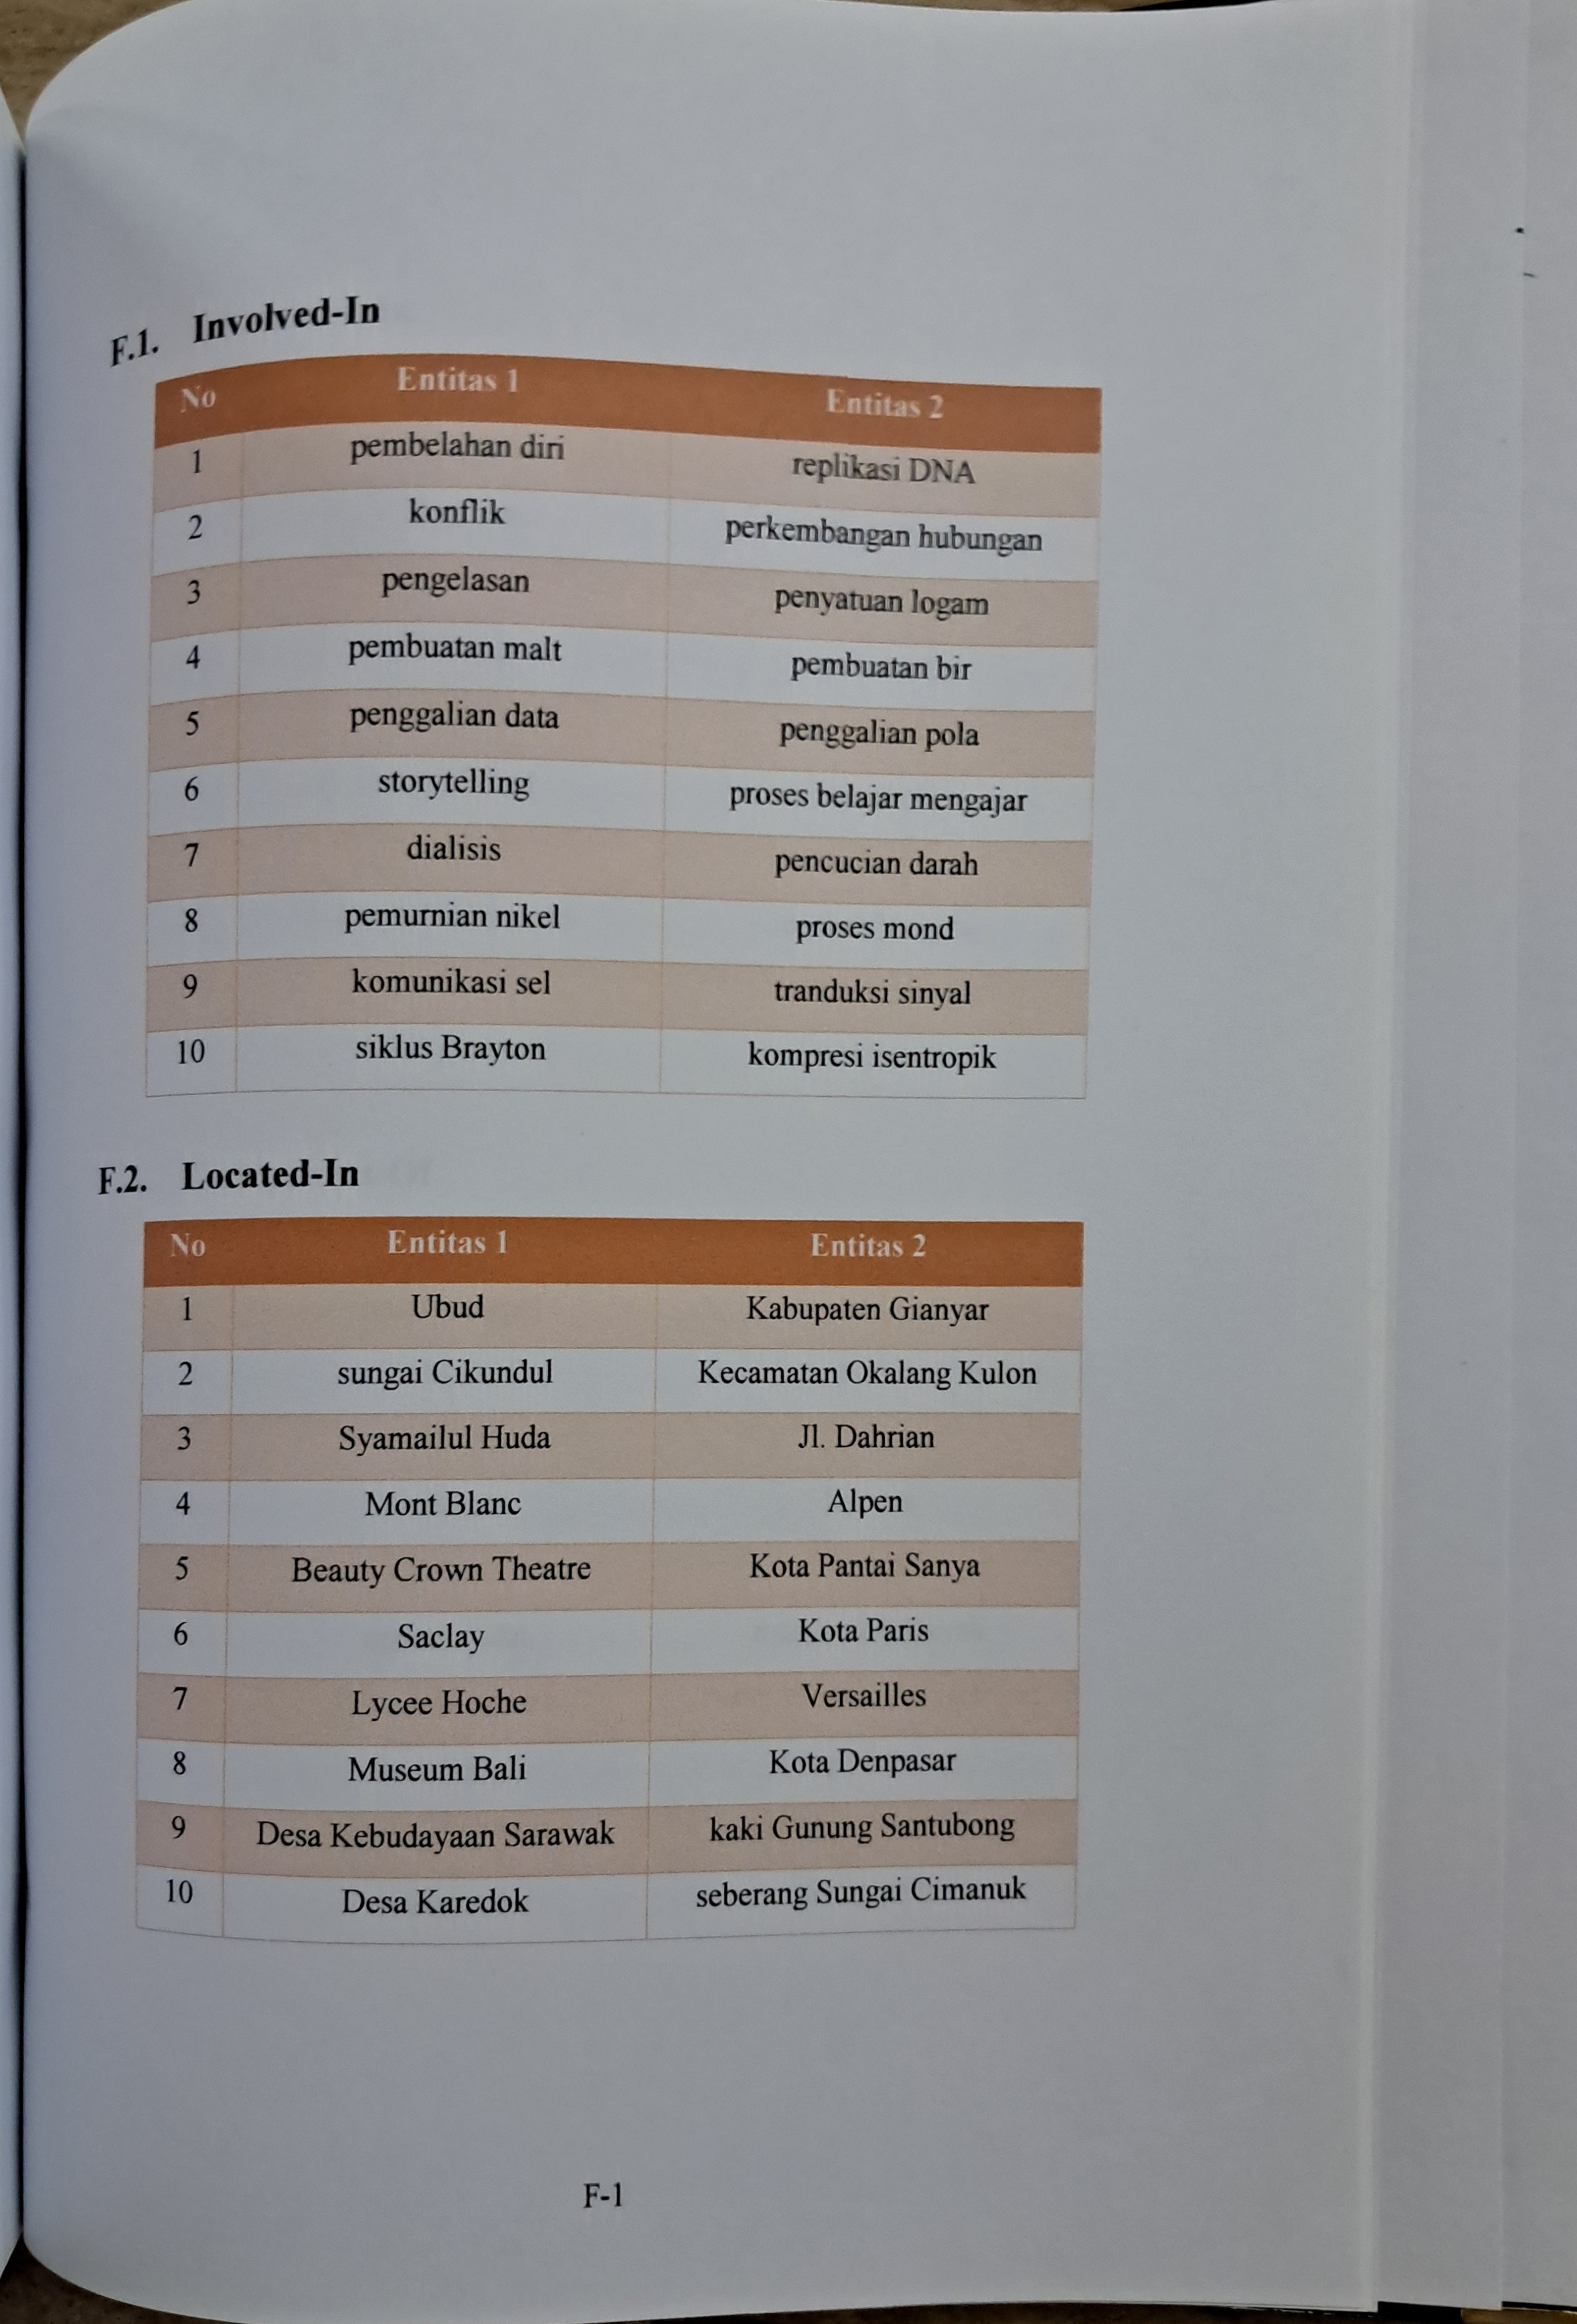 F.1. Involved-In
No Entitas 1 Entitas 2
1 pembelahan diri replikasi DNA
2 konflik perkembangan hubungan
3 pengelasan penyatuan logam
4 pembuatan malt pembuatan bir
5 penggalian data penggalian pola
6 storytelling proses belajar mengajar
7 dialisis pencucian darah
8 pemurnian nikel proses mond
9 komunikasi sel tranduksi sinyal
10 siklus Brayton kompresi isentropik
F.2. Located-In
No Entitas 1 Entitas 2
1 Ubud Kabupaten Gianyar
2 sungai Cikundul Kecamatan Okalang Kulon
3 Syamailul Huda Jl. Dahrian
4 Mont Blanc Alpen
5 Beauty Crown Theatre Kota Pantai Sanya
6 Saclay Kota Paris
7 Lycee Hoche Versailles
8 Museum Bali Kota Denpasar
9 Desa Kebudayaan Sarawak kaki Gunung Santubong
10 Desa Karedok seberang Sungai Cimanuk
F-1